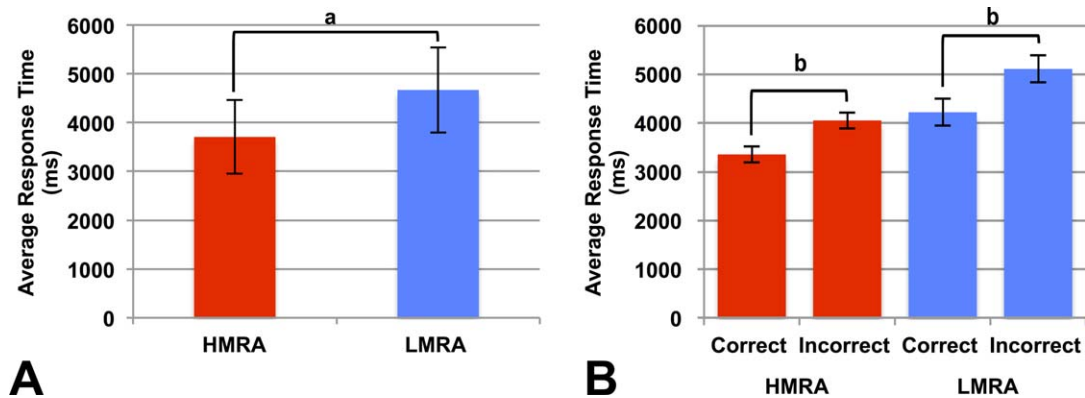 a
6000
5000
4000
3000
2000
1000
0
Average Response Time
(ms)
HMRA LMRA
A
b
b
6000
5000
4000
3000
2000
1000
0
Average Response Time
(ms)
Correct Incorrect Correct Incorrect
HMRA LMRA
B